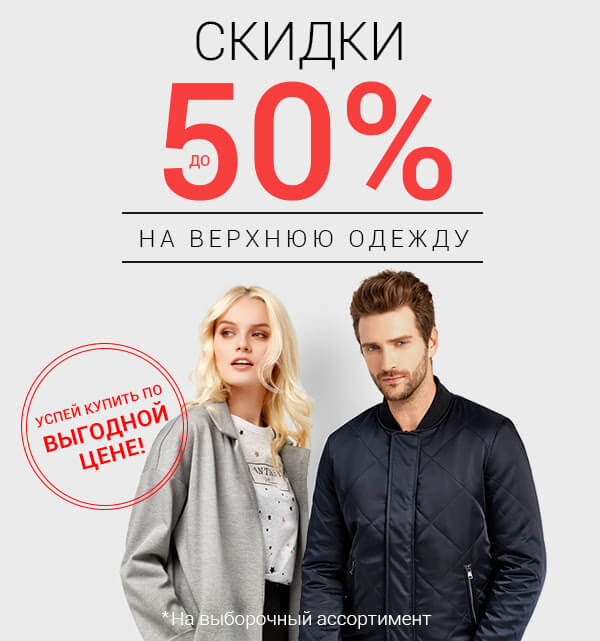 СКИДКИ
до 50%
НА ВЕРХНЮЮ ОДЕЖДУ
УСПЕЙ КУПИТЬ ПО
ВЫГОДНОЙ
ЦЕНЕ!
*На выборочный ассортимент